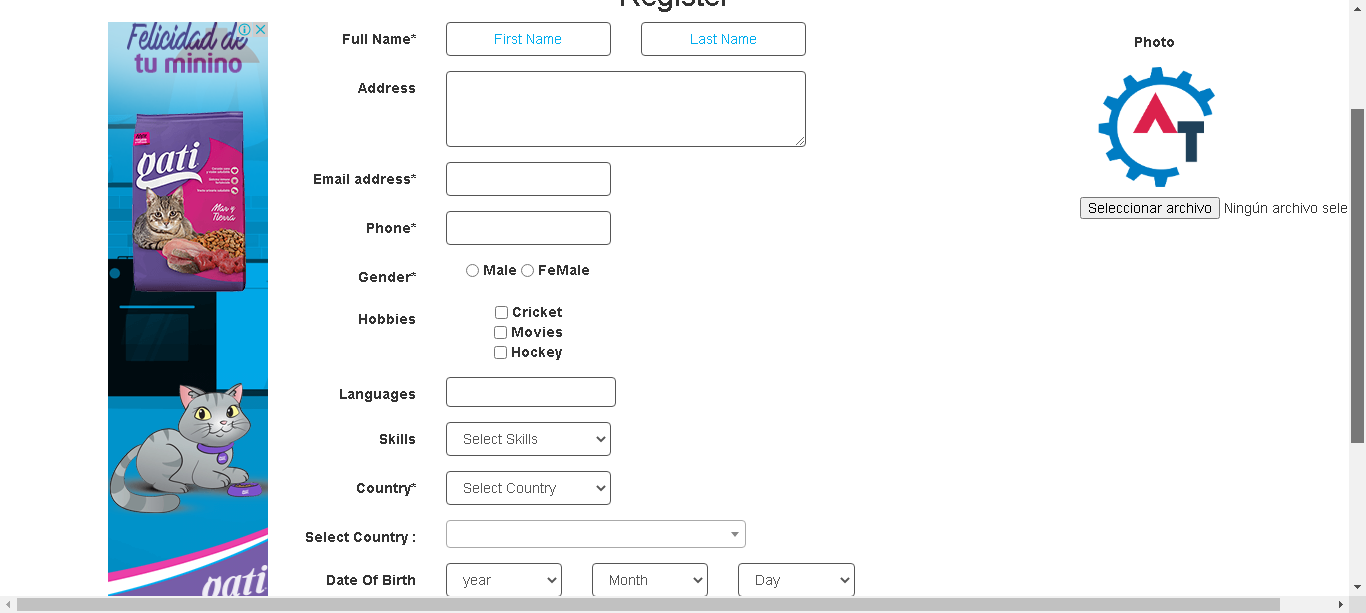 Register
Felicidad de
tu minino
gati
Mar y
Tierra
gati
Full Name*
First Name
Last Name
Address
Email address*
Phone*
Gender*
Male
FeMale
Hobbies
Cricket
Movies
Hockey
Languages
Skills
Select Skills
Country*
Select Country
Select Country :
Date Of Birth
year
Month
Day
Photo
AT
Seleccionar archivo
Ningún archivo sele